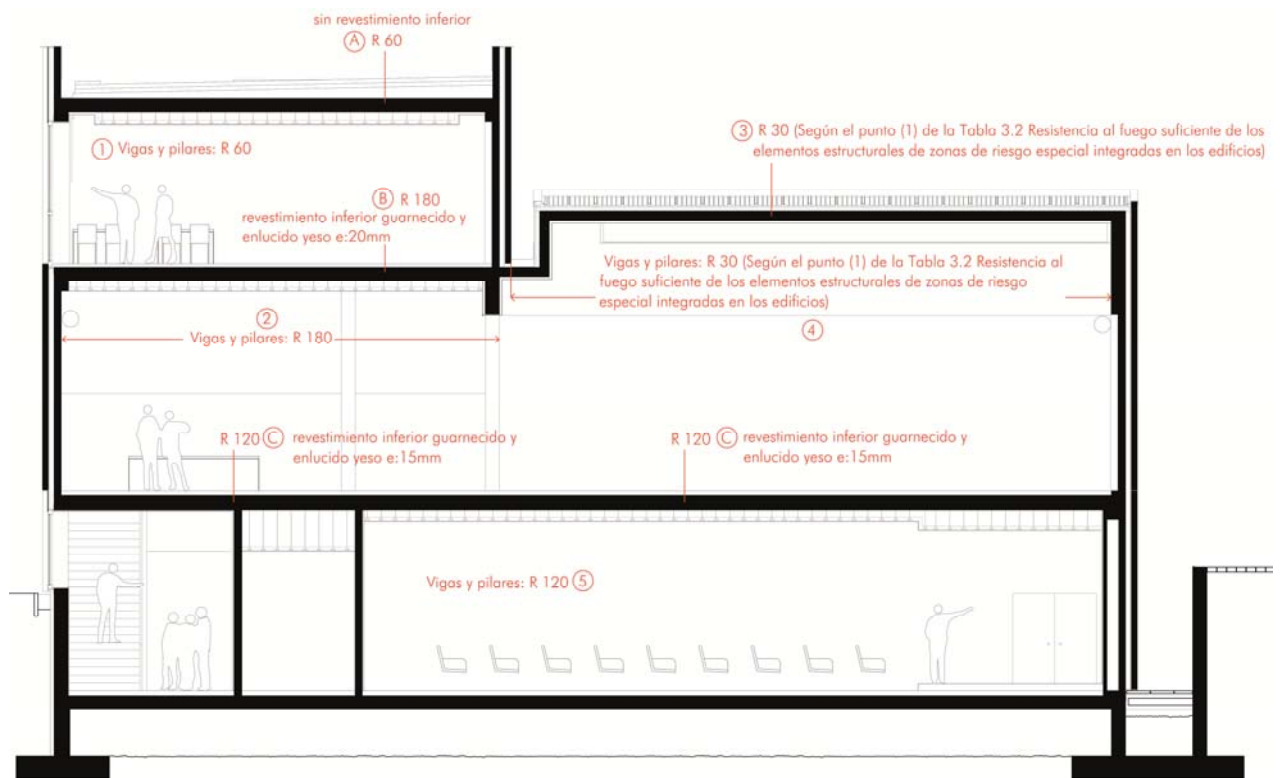 sin revestimiento inferior
Ⓐ R 60
① Vigas y pilares: R 60
③ R 30 (Según el punto (1) de la Tabla 3.2 Resistencia al fuego suficiente de los
elementos estructurales de zonas de riesgo especial integradas en los edificios)
Ⓑ R 180
revestimiento inferior guarnecido y
enlucido yeso e:20mm
Vigas y pilares: R 30 (Según el punto (1) de la Tabla 3.2 Resistencia al
fuego suficiente de los elementos estructurales de zonas de riesgo
especial integradas en los edificios)
②
Vigas y pilares: R 180
④
R 120 Ⓒ revestimiento inferior guarnecido y
enlucido yeso e:15mm
R 120 Ⓒ revestimiento inferior guarnecido y
enlucido yeso e:15mm
Vigas y pilares: R 120 ⑤